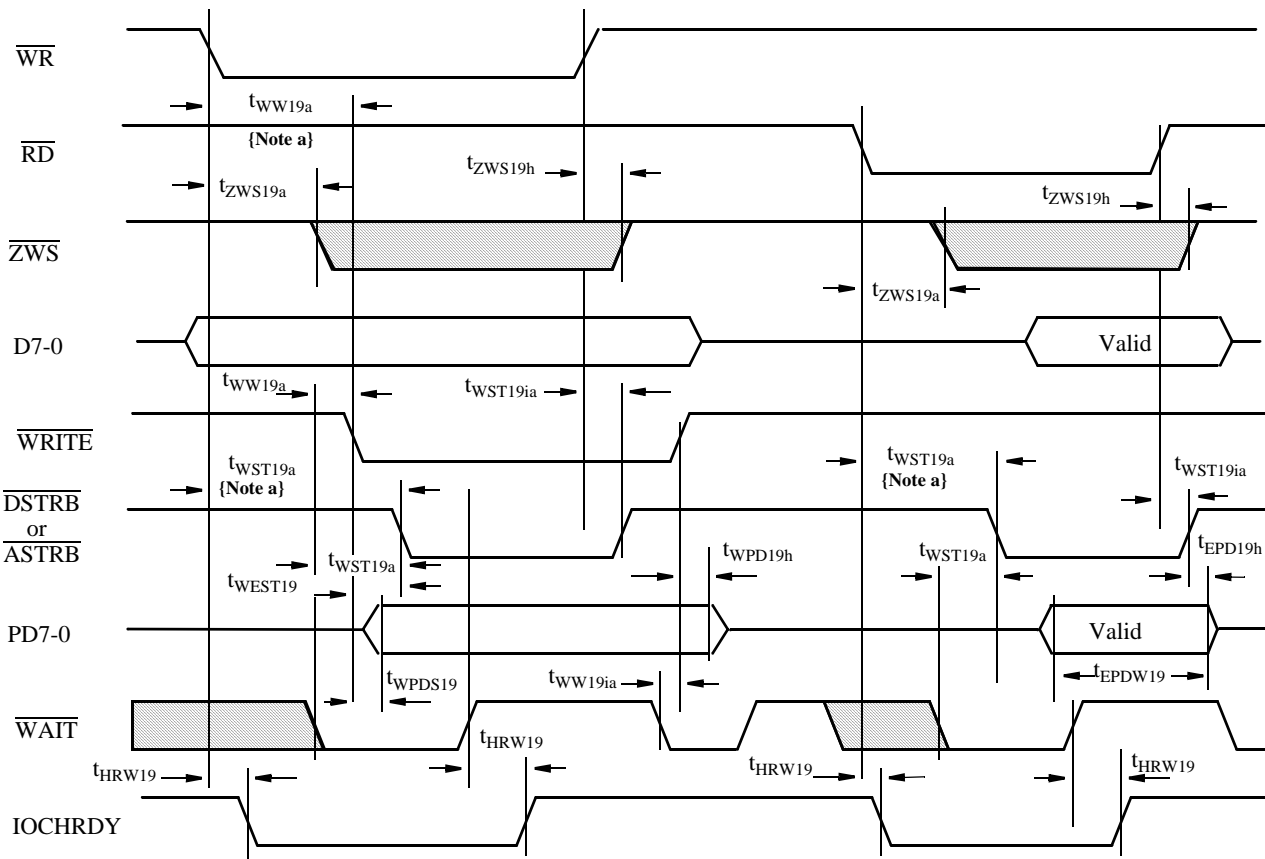 WR
tWW19a
{Note a}
RD
tZWS19h
tZWS19a
tZWS19h
ZWS
tZWS19a
D7-0
Valid
tWW19a
tWST19ia
WRITE
tWST19a
{Note a}
tWST19a
{Note a}
tWST19ia
DSTRB
or
ASTRB
tWST19a
tWEST19
tWPD19h
tWST19a
tEPD19h
PD7-0
Valid
tWPDS19
tWW19ia
tEPDW19
WAIT
tHRW19
tHRW19
tHRW19
tHRW19
IOCHRDY